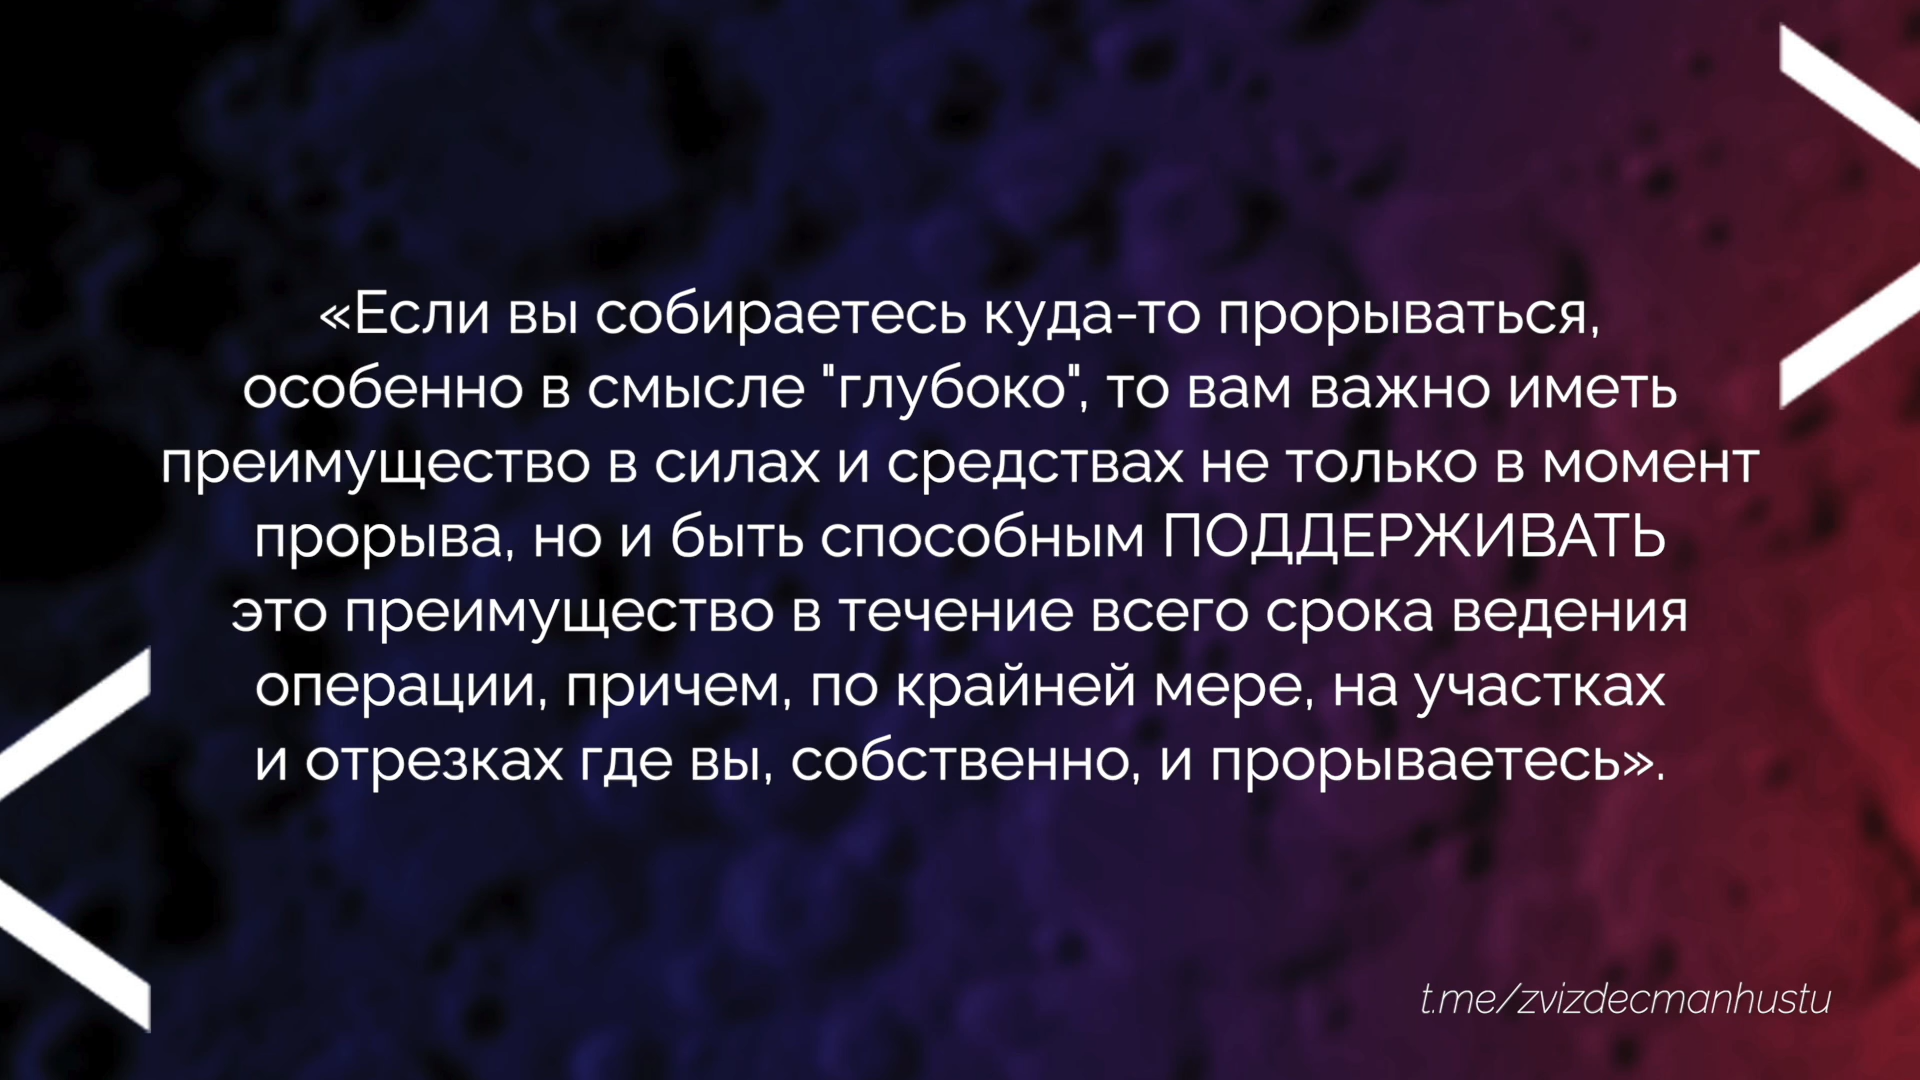 «Если вы собираетесь куда-то прорываться,
особенно в смысле "глубоко", то вам важно иметь
преимущество в силах и средствах не только в момент
прорыва, но и быть способным ПОДДЕРЖИВАТЬ
это преимущество в течение всего срока ведения
операции, причем, по крайней мере, на участках
и отрезках где вы, собственно, и прорываетесь».
t.me/zvizdecmanhustu